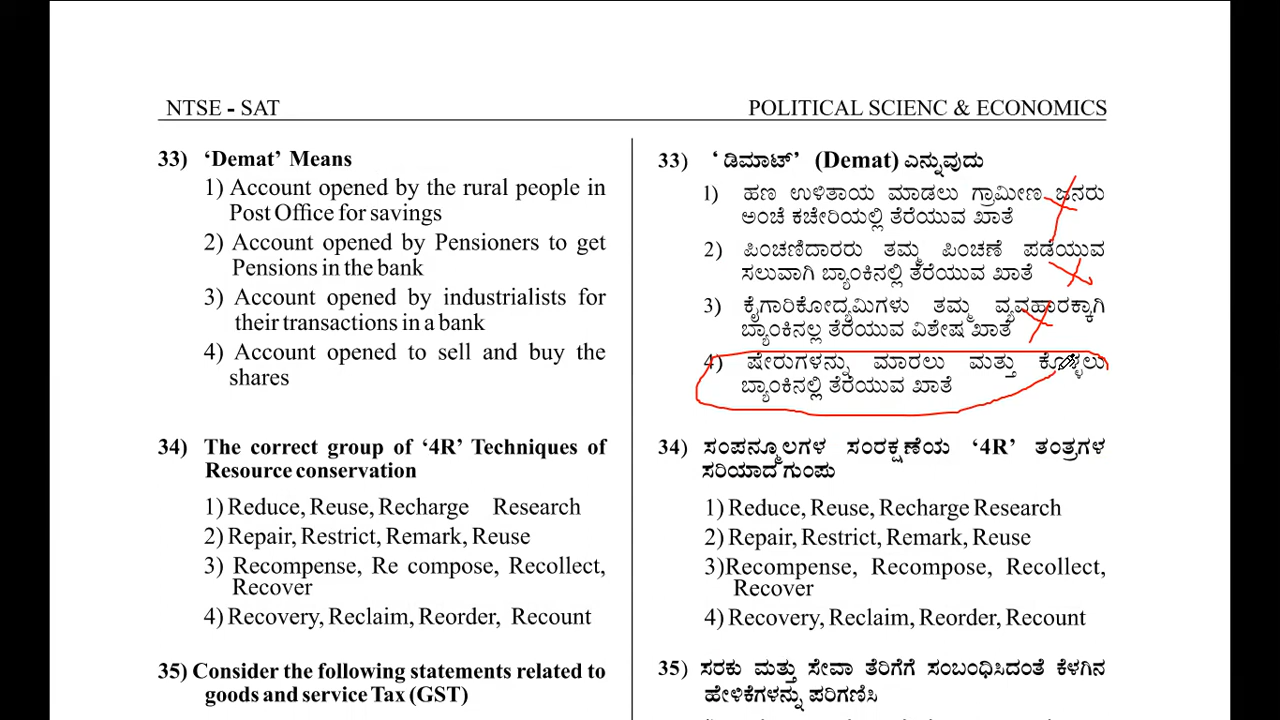 NTSE - SAT
POLITICAL SCIENC & ECONOMICS
33) ‘Demat’ Means
1) Account opened by the rural people in
Post Office for savings
2) Account opened by Pensioners to get
Pensions in the bank
3) Account opened by industrialists for
their transactions in a bank
4) Account opened to sell and buy the
shares
34) The correct group of ‘4R’ Techniques of
Resource conservation
1) Reduce, Reuse, Recharge Research
2) Repair, Restrict, Remark, Reuse
3) Recompense, Re compose, Recollect,
Recover
4) Recovery, Reclaim, Reorder, Recount
35) Consider the following statements related to
goods and service Tax (GST)
33) ‘ ಡಿಮಾಟ್’ (Demat) ಎನ್ನುವುದು
1) ಹಣ ಉಳಿತಾಯ ಮಾಡಲು ಗ್ರಾಮೀಣ ಜನರು
ಅಂಚೆ ಕಚೇರಿಯಲ್ಲಿ ತೆರೆಯುವ ಖಾತೆ
2) ಪಿಂಚಣಿದಾರರು ತಮ್ಮ ಪಿಂಚಣಿ ಪಡೆಯುವ
ಸಲುವಾಗಿ ಬ್ಯಾಂಕಿನಲ್ಲಿ ತೆರೆಯುವ ಖಾತೆ
3) ಕೈಗಾರಿಕೋದ್ಯಮಿಗಳು ತಮ್ಮ ವ್ಯವಹಾರಕ್ಕಾಗಿ
ಬ್ಯಾಂಕಿನಲ್ಲ ತೆರೆಯುವ ವಿಶೇಷ ಖಾತೆ
4) ಷೇರುಗಳನ್ನು ಮಾರಲು ಮತ್ತು ಕೊಳ್ಳಲು
ಬ್ಯಾಂಕಿನಲ್ಲಿ ತೆರೆಯುವ ಖಾತೆ
34) ಸಂಪನ್ಮೂಲಗಳ ಸಂರಕ್ಷಣೆಯ ‘4R’ ತಂತ್ರಗಳ
ಸರಿಯಾದ ಗುಂಪು
1) Reduce, Reuse, Recharge Research
2) Repair, Restrict, Remark, Reuse
3)Recompense, Recompose, Recollect,
Recover
4) Recovery, Reclaim, Reorder, Recount
35) ಸರಕು ಮತ್ತು ಸೇವಾ ತೆರಿಗೆಗೆ ಸಂಬಂಧಿಸಿದಂತೆ ಕೆಳಗಿನ
ಹೇಳಿಕೆಗಳನ್ನು ಪರಿಗಣಿಸಿ